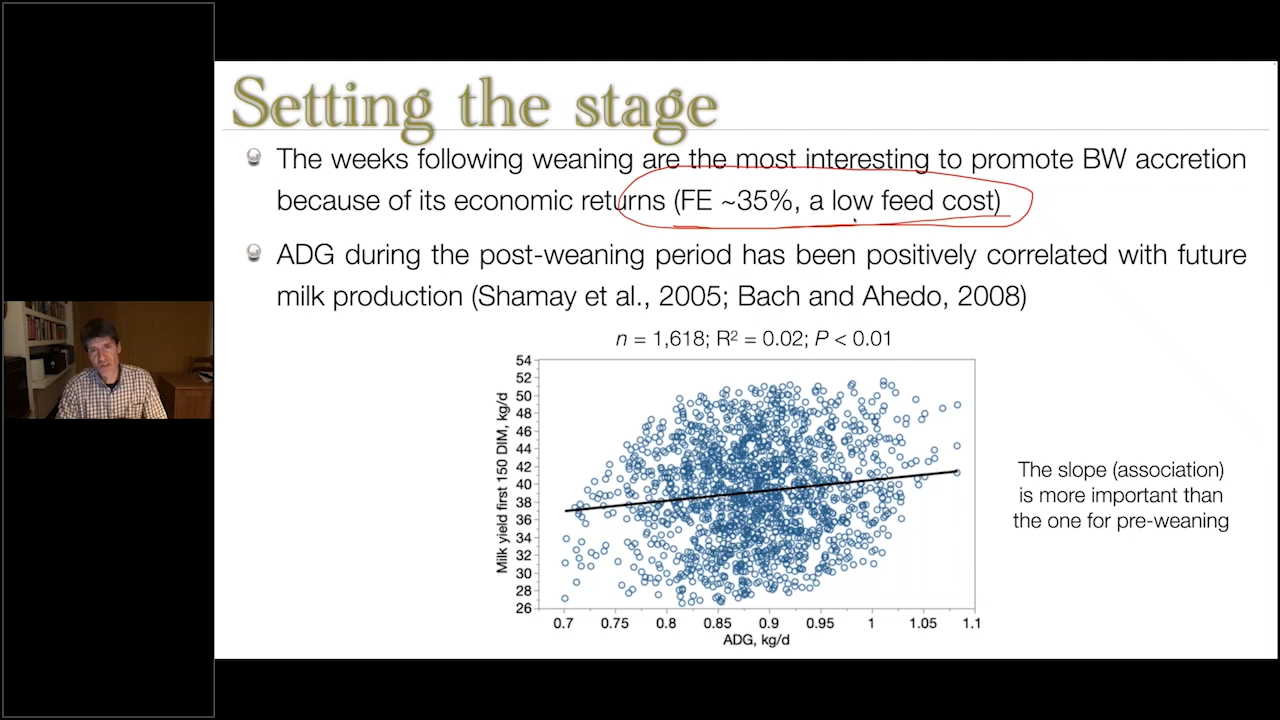 Setting the stage
The weeks following weaning are the most interesting to promote BW accretion
because of its economic returns (FE ~35%, a low feed cost)
ADG during the post-weaning period has been positively correlated with future
milk production (Shamay et al., 2005; Bach and Ahedo, 2008)
n = 1,618; R² = 0.02; P < 0.01
54
52
50
48
46
44
42
40
38
36
34
32
30
28
26
Milk yield first 150 DIM, kg/d
0.7 0.75 0.8 0.85 0.9 0.95 1 1.05 1.1
ADG, kg/d
The slope (association)
is more important than
the one for pre-weaning